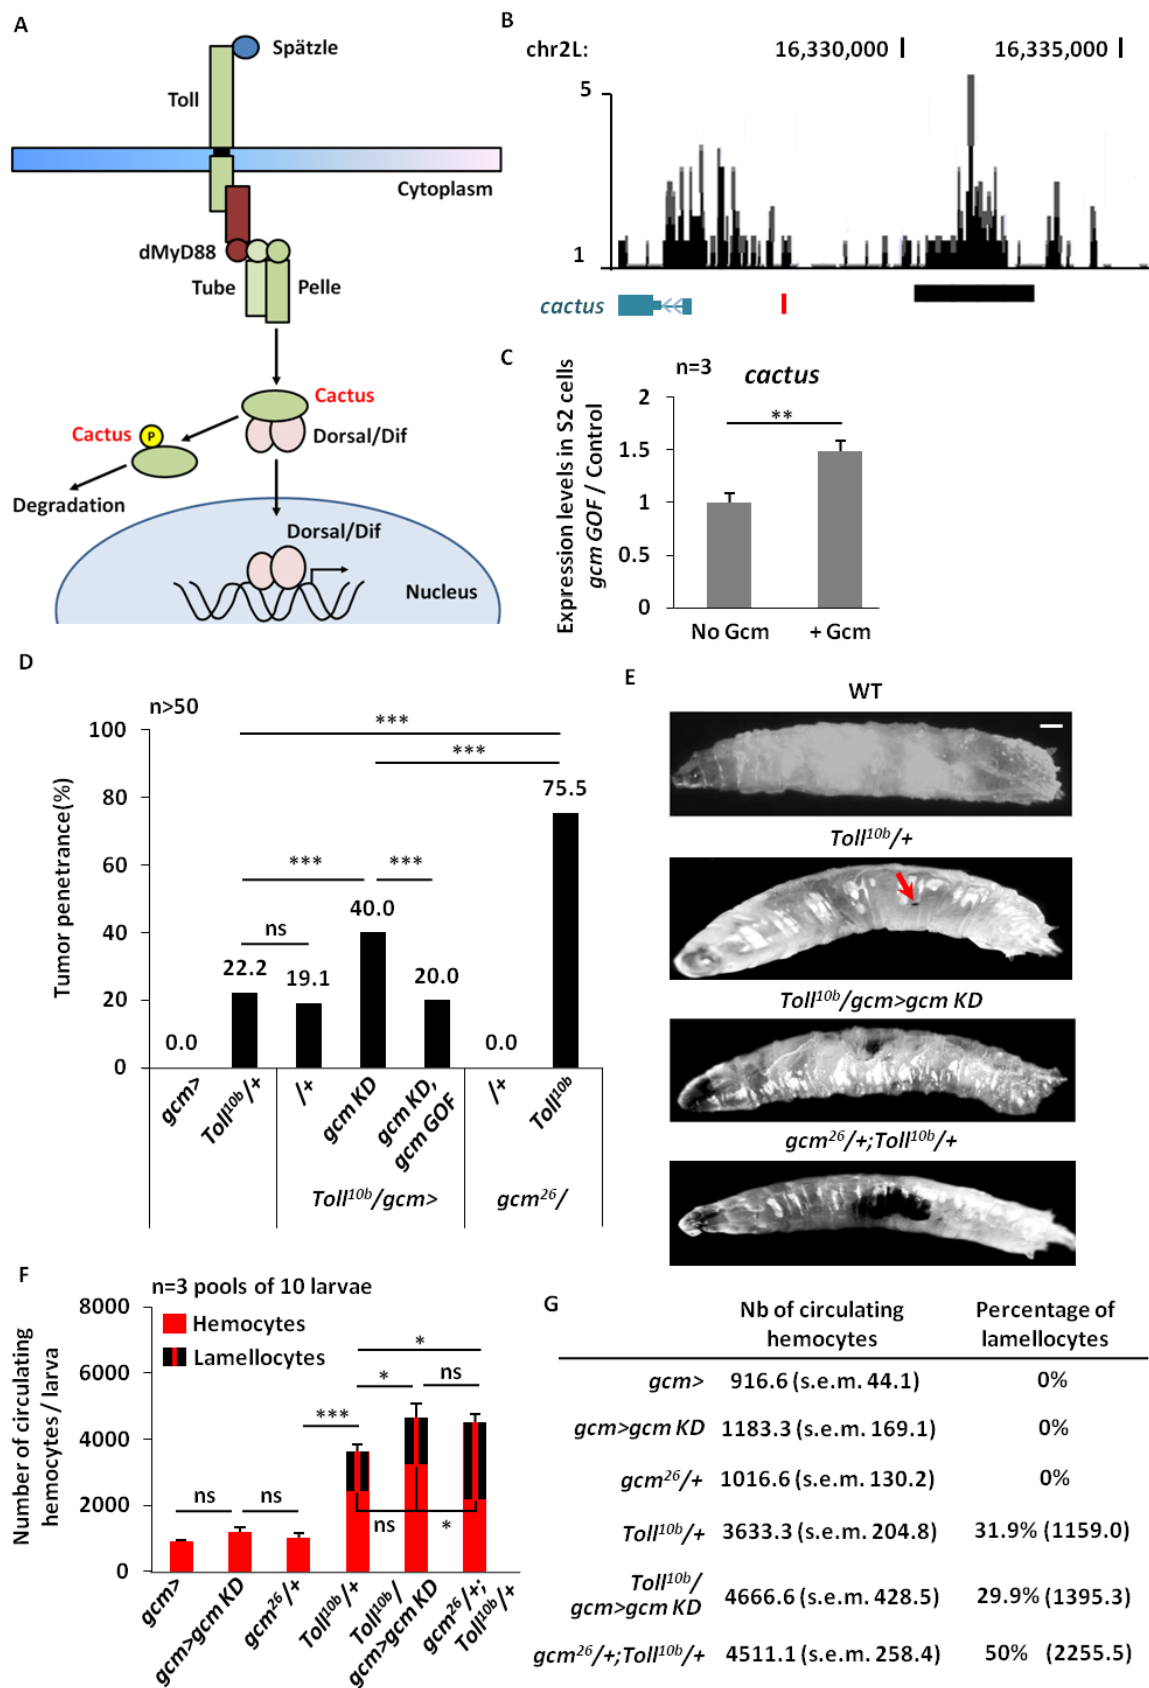 A
Spätzle
Toll
Cytoplasm
dMyD88
Tube
Pelle
Cactus
Cactus
P
Dorsal/Dif
Degradation
Dorsal/Dif
Nucleus
B
chr2L:
16,330,000
16,335,000
5
1
cactus
C
n=3
cactus
**
Expression levels in S2 cells
gcm GOF / Control
2
1.5
1
0.5
0
No Gcm
+ Gcm
D
n>50
Tumor penetrance(%)
100
80
60
40
20
0
***
***
75.5
***
***
40.0
ns
22.2
19.1
20.0
0.0
0.0
gcm>
Toll10b/+
/+
gcm KD
gcm KD,
gcm GOF
/+
Toll10b
Toll10b/gcm>
gcm26/
E
WT
Toll10b/+
Toll10b/gcm>gcm KD
gcm26/+;Toll10b/+
F
n=3 pools of 10 larvae
Number of circulating
hemocytes / larva
8000
6000
4000
2000
0
Hemocytes
Lamellocytes
*
*
ns
***
ns
ns
ns
*
gcm>
gcm>gcm KD
gcm26/+
Toll10b/+
Toll10b/
gcm>gcm KD
gcm26/+;
Toll10b/+
G
Nb of circulating
hemocytes
Percentage of
lamellocytes
gcm> 916.6 (s.e.m. 44.1) 0%
gcm>gcm KD 1183.3 (s.e.m. 169.1) 0%
gcm26/+ 1016.6 (s.e.m. 130.2) 0%
Toll10b/+ 3633.3 (s.e.m. 204.8) 31.9% (1159.0)
Toll10b/
gcm>gcm KD 4666.6 (s.e.m. 428.5) 29.9% (1395.3)
gcm26/+;Toll10b/+ 4511.1 (s.e.m. 258.4) 50% (2255.5)